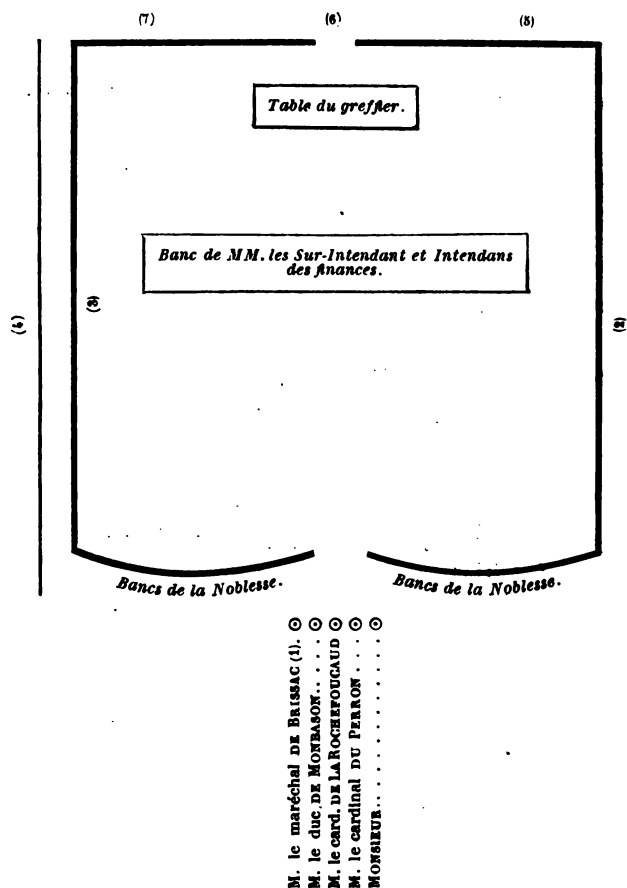 (7)
(6)
(5)
Table du greffier.
Banc de MM. les Sur-Intendant et Intendans
des finances.
(4)
(3)
(2)
Bancs de la Noblesse.
Bancs de la Noblesse.
M. le maréchal DE BRISSAC (1).
M. le duc DE MONBASON.....
M. le card. DE LA ROCHEFOUCAUD
M. le cardinal DU PERRON...
MONSIEUR..............